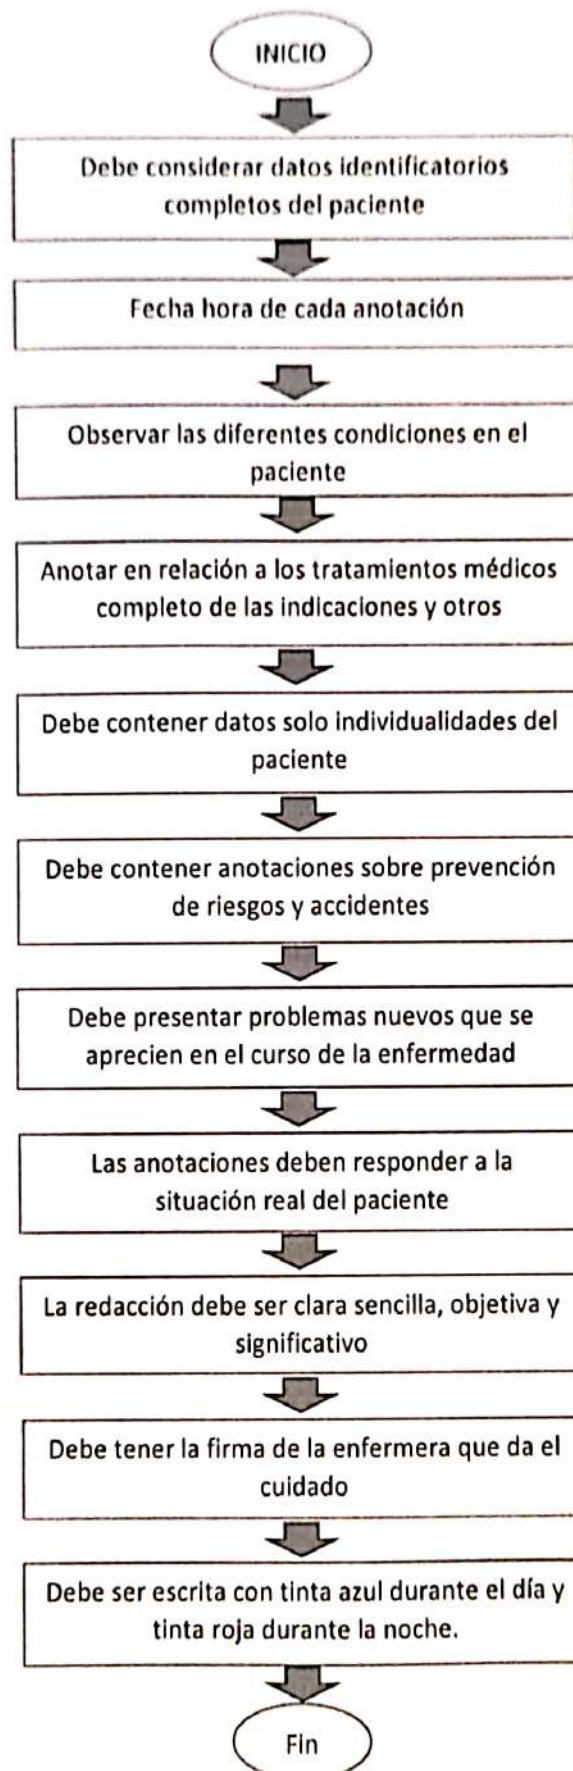 INICIO
Debe considerar datos identificatorios
completos del paciente
Fecha hora de cada anotación
Observar las diferentes condiciones en el
paciente
Anotar en relación a los tratamientos médicos
completo de las indicaciones y otros
Debe contener datos solo individualidades del
paciente
Debe contener anotaciones sobre prevención
de riesgos y accidentes
Debe presentar problemas nuevos que se
aprecien en el curso de la enfermedad
Las anotaciones deben responder a la
situación real del paciente
La redacción debe ser clara sencilla, objetiva y
significativo
Debe tener la firma de la enfermera que da el
cuidado
Debe ser escrita con tinta azul durante el día y
tinta roja durante la noche.
Fin